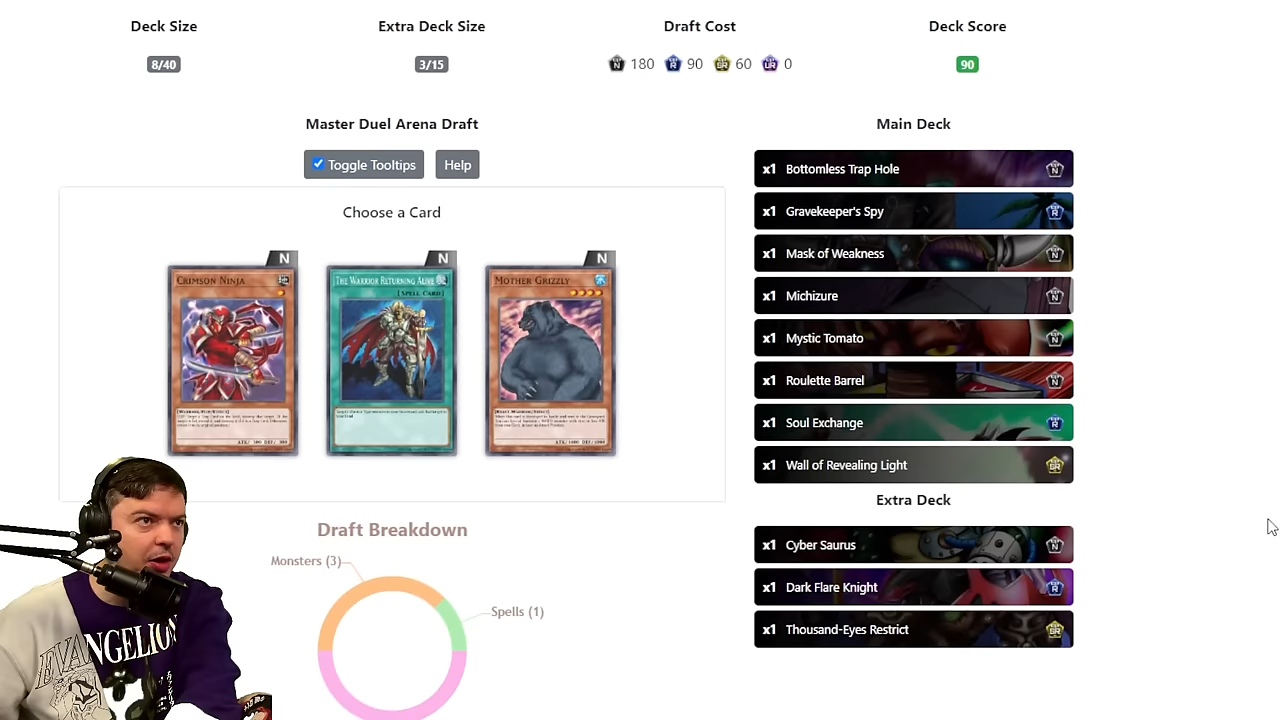 Deck Size
Extra Deck Size
Draft Cost
Deck Score
8/40
3/15
N 180 R 90 SR 60 UR 0
90
Master Duel Arena Draft
Main Deck
Toggle Tooltips
Help
x1 Bottomless Trap Hole N
x1 Gravekeeper's Spy R
x1 Mask of Weakness N
x1 Michizure N
x1 Mystic Tomato N
x1 Roulette Barrel N
x1 Soul Exchange R
x1 Wall of Revealing Light SR
Choose a Card
N
N
N
Crimson Ninja
The Warrior Returning Alive
Mother Grizzly
[Spell Card]
Extra Deck
x1 Cyber Saurus N
x1 Dark Flare Knight R
x1 Thousand-Eyes Restrict SR
Draft Breakdown
Monsters (3)
Spells (1)
EVANGELION